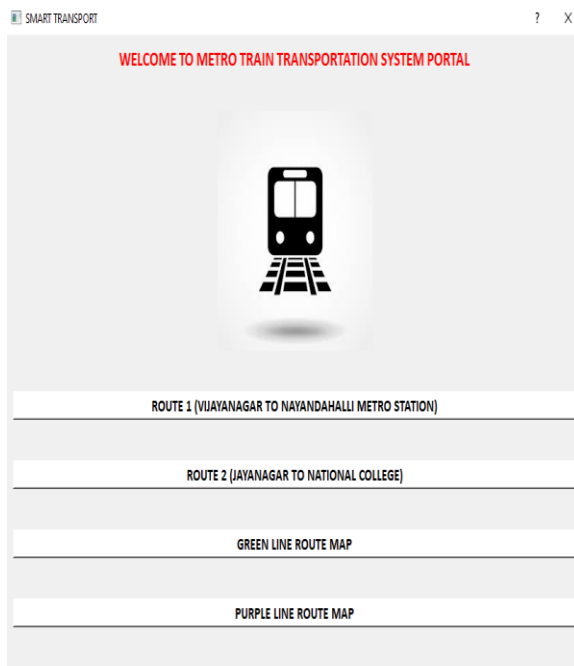 SMART TRANSPORT
? X
WELCOME TO METRO TRAIN TRANSPORTATION SYSTEM PORTAL
ROUTE 1 (VIJAYANAGAR TO NAYANDAHALLI METRO STATION)
ROUTE 2 (JAYANAGAR TO NATIONAL COLLEGE)
GREEN LINE ROUTE MAP
PURPLE LINE ROUTE MAP